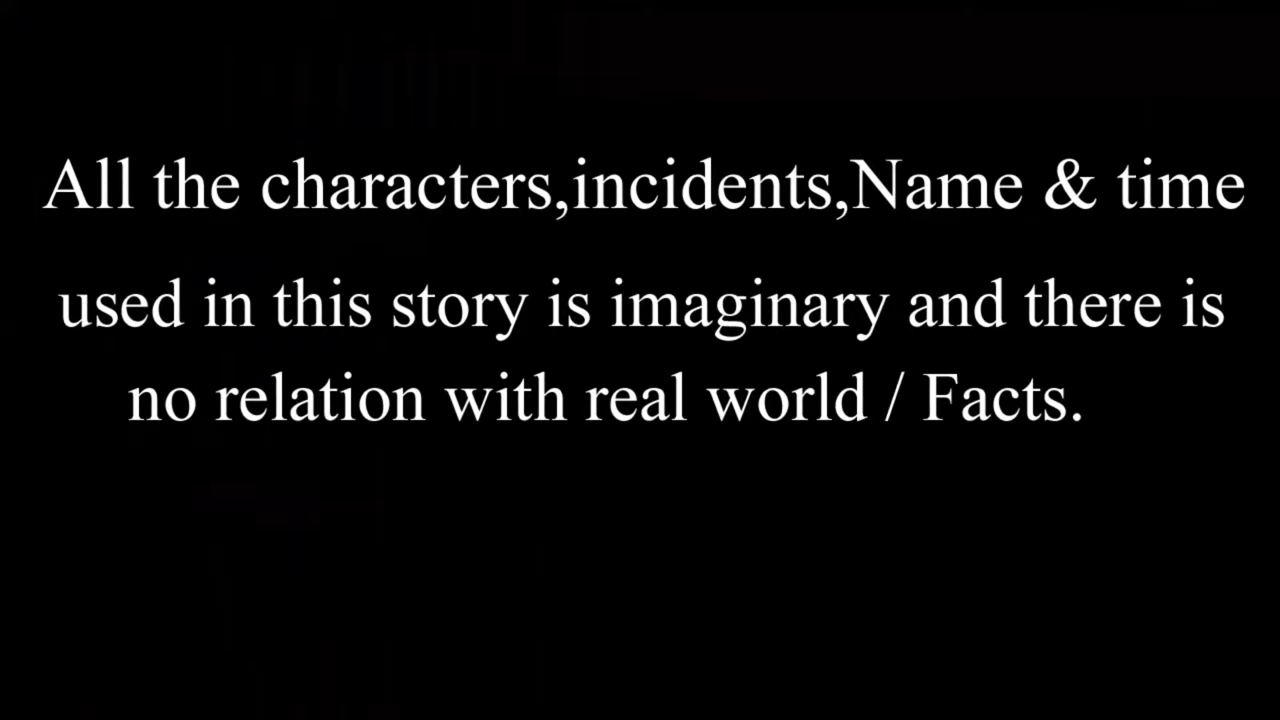 All the characters,incidents,Name & time
used in this story is imaginary and there is
no relation with real world / Facts.